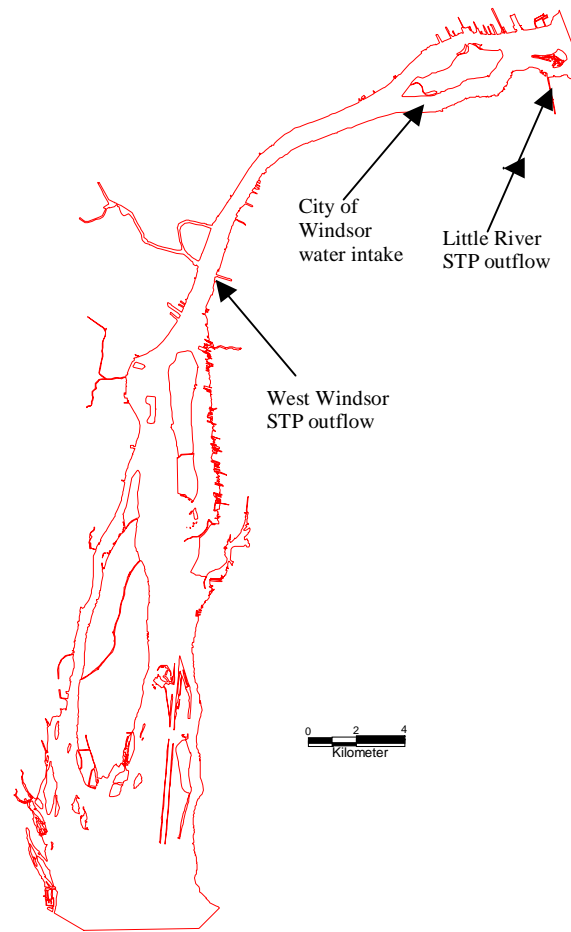 City of
Windsor
water intake
Little River
STP outflow
West Windsor
STP outflow
0 2 4
Kilometer